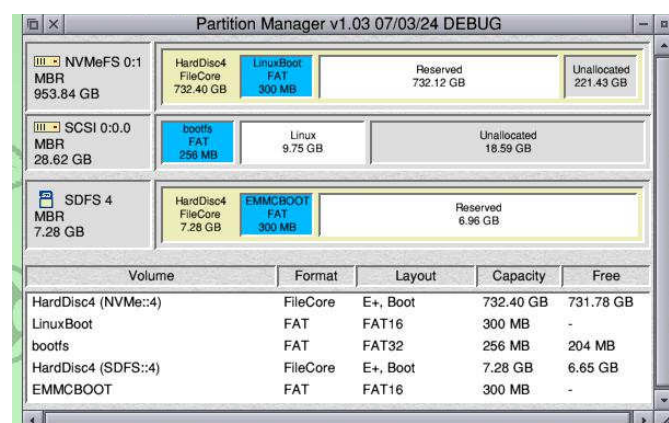 Partition Manager v1.03 07/03/24 DEBUG
NVMeFS 0:1
MBR
953.84 GB
HardDisc4
FileCore
732.40 GB
LinuxBoot
FAT
300 MB
Reserved
732.12 GB
Unallocated
221.43 GB
SCSI 0:0.0
MBR
28.62 GB
bootfs
FAT
256 MB
Linux
9.75 GB
Unallocated
18.59 GB
SDFS 4
MBR
7.28 GB
HardDisc4
FileCore
7.28 GB
EMMCBOOT
FAT
300 MB
Reserved
6.96 GB
Volume Format Layout Capacity Free
HardDisc4 (NVMe::4) FileCore E+, Boot 732.40 GB 731.78 GB
LinuxBoot FAT FAT16 300 MB -
bootfs FAT FAT32 256 MB 204 MB
HardDisc4 (SDFS::4) FileCore E+, Boot 7.28 GB 6.65 GB
EMMCBOOT FAT FAT16 300 MB -